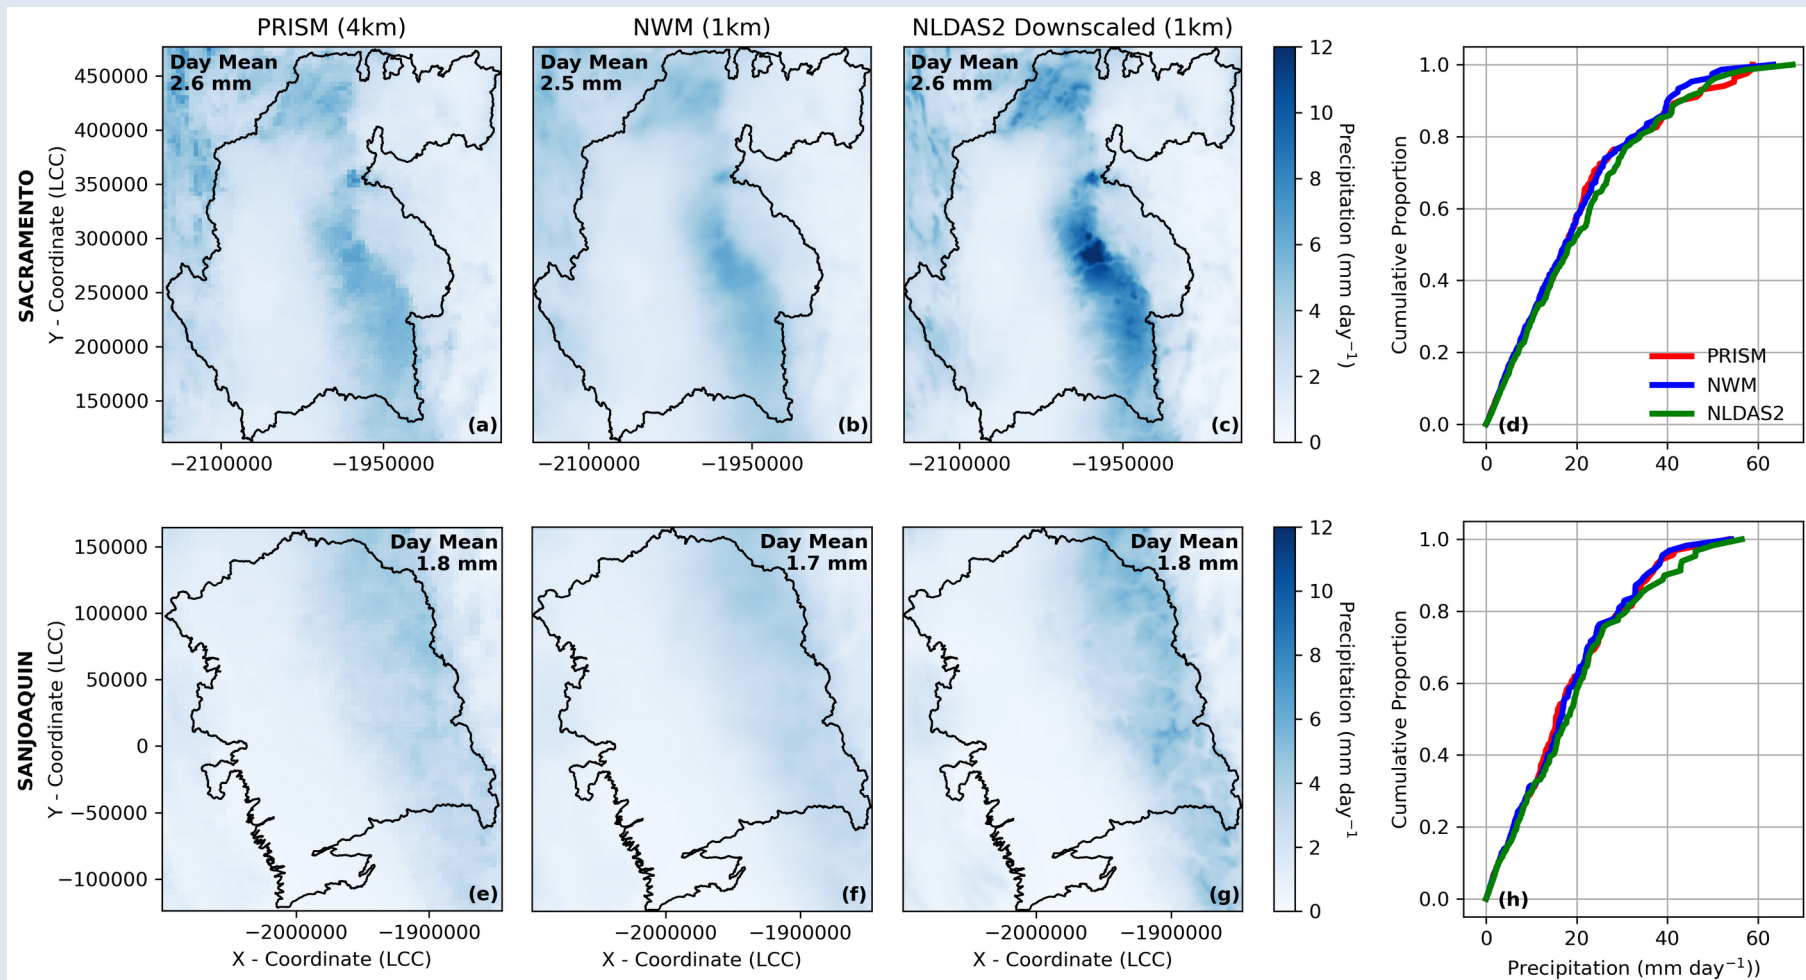 PRISM (4km)
NWM (1km)
NLDAS2 Downscaled (1km)
SACRAMENTO
Y - Coordinate (LCC)
450000
400000
350000
300000
250000
200000
150000
Day Mean
2.6 mm
(a)
−2100000
−1950000
Day Mean
2.5 mm
(b)
−2100000
−1950000
Day Mean
2.6 mm
(c)
−2100000
−1950000
12
10
8
6
4
2
0
Precipitation (mm day⁻¹)
Cumulative Proportion
1.0
0.8
0.6
0.4
0.2
0.0
PRISM
NWM
NLDAS2
(d)
0
20
40
60
SANJOAQUIN
Y - Coordinate (LCC)
150000
100000
50000
0
−50000
−100000
Day Mean
1.8 mm
(e)
−2000000
−1900000
X - Coordinate (LCC)
Day Mean
1.7 mm
(f)
−2000000
−1900000
X - Coordinate (LCC)
Day Mean
1.8 mm
(g)
−2000000
−1900000
X - Coordinate (LCC)
12
10
8
6
4
2
0
Precipitation (mm day⁻¹
Cumulative Proportion
1.0
0.8
0.6
0.4
0.2
0.0
(h)
0
20
40
60
Precipitation (mm day⁻¹))